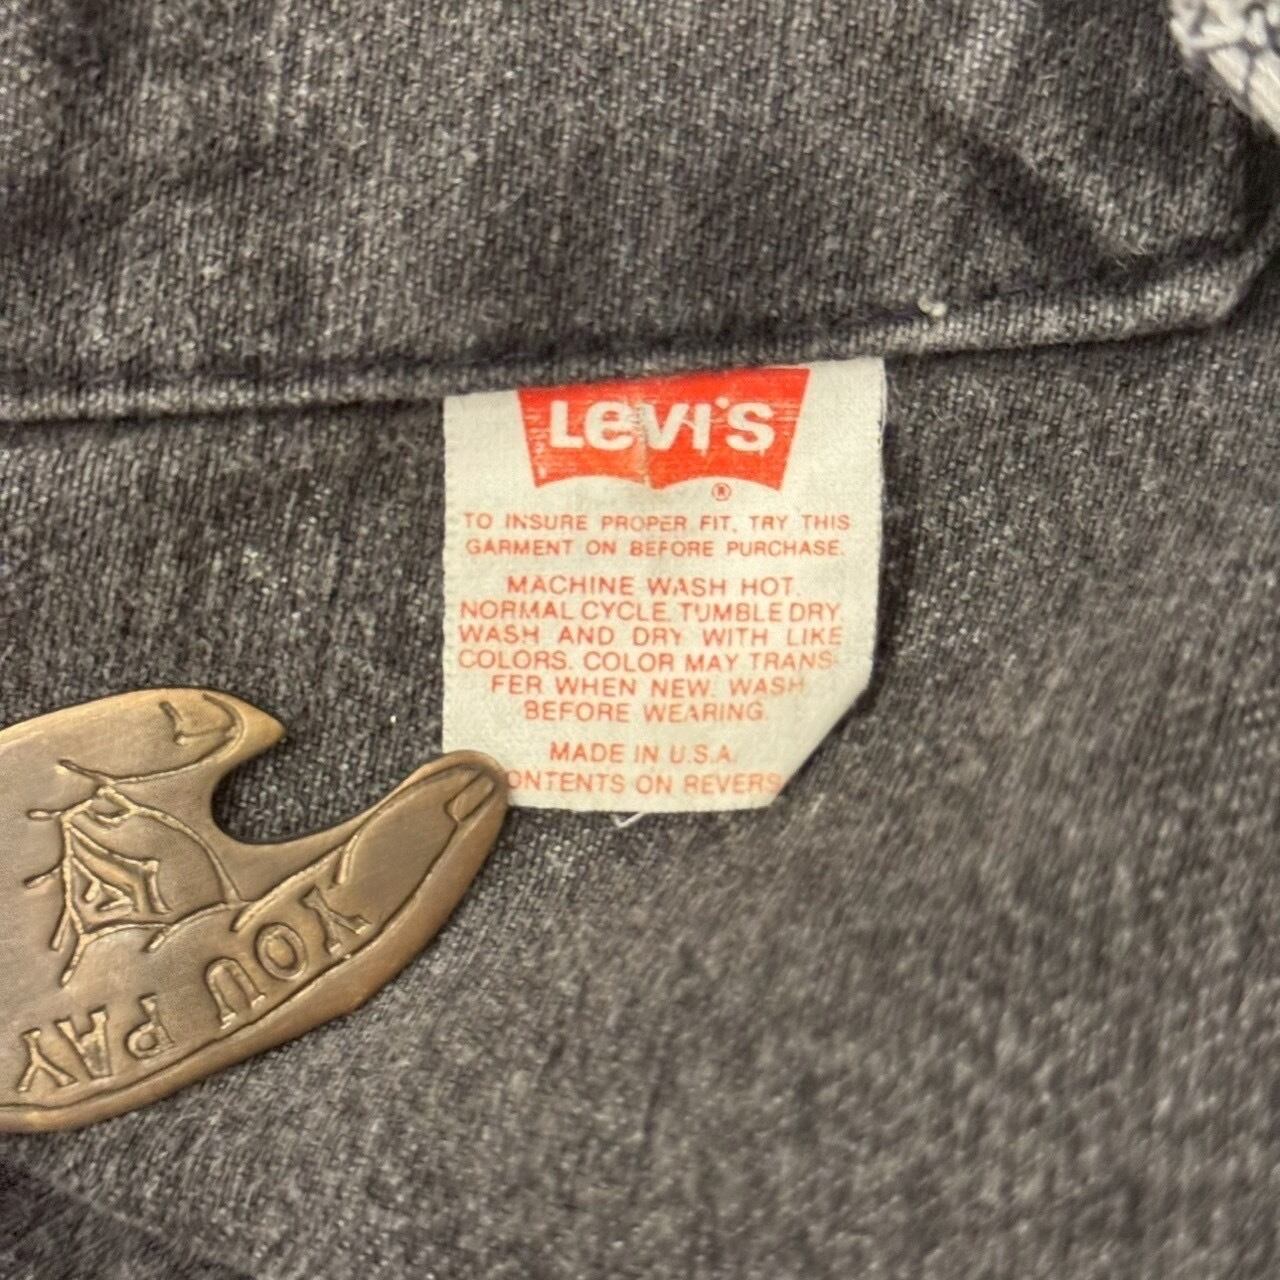 Levi's
®
TO INSURE PROPER FIT, TRY THIS
GARMENT ON BEFORE PURCHASE.
MACHINE WASH HOT.
NORMAL CYCLE. TUMBLE DRY.
WASH AND DRY WITH LIKE
COLORS. COLOR MAY TRANS-
FER WHEN NEW. WASH
BEFORE WEARING.
MADE IN U.S.A.
ONTENTS ON REVERS
YOU PAY